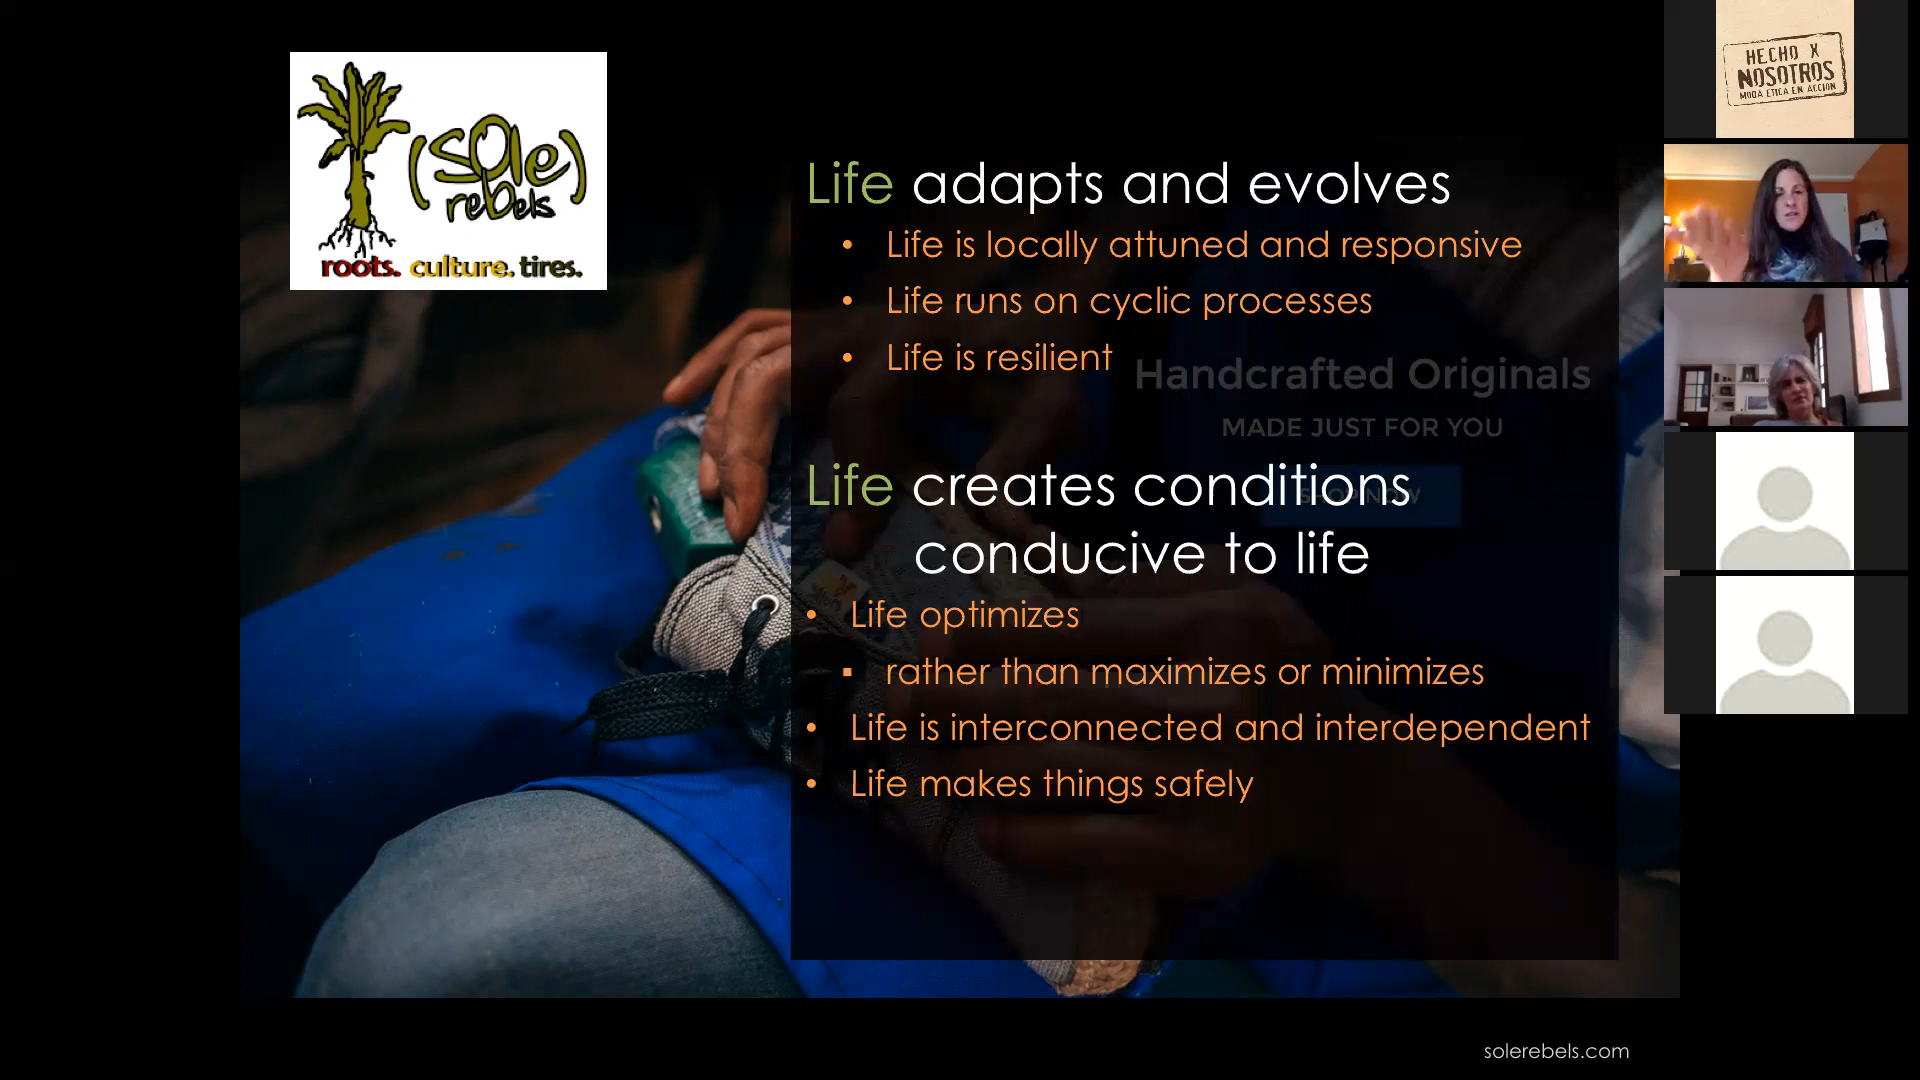 (sole)
rebels
roots. culture. tires.
Life adapts and evolves
• Life is locally attuned and responsive
• Life runs on cyclic processes
• Life is resilient
Handcrafted Originals
MADE JUST FOR YOU
Life creates conditions
SHOP NOW
conducive to life
• Life optimizes
▪ rather than maximizes or minimizes
• Life is interconnected and interdependent
• Life makes things safely
solerebels.com
HECHO X
NOSOTROS
MODA ETICA EN ACCION